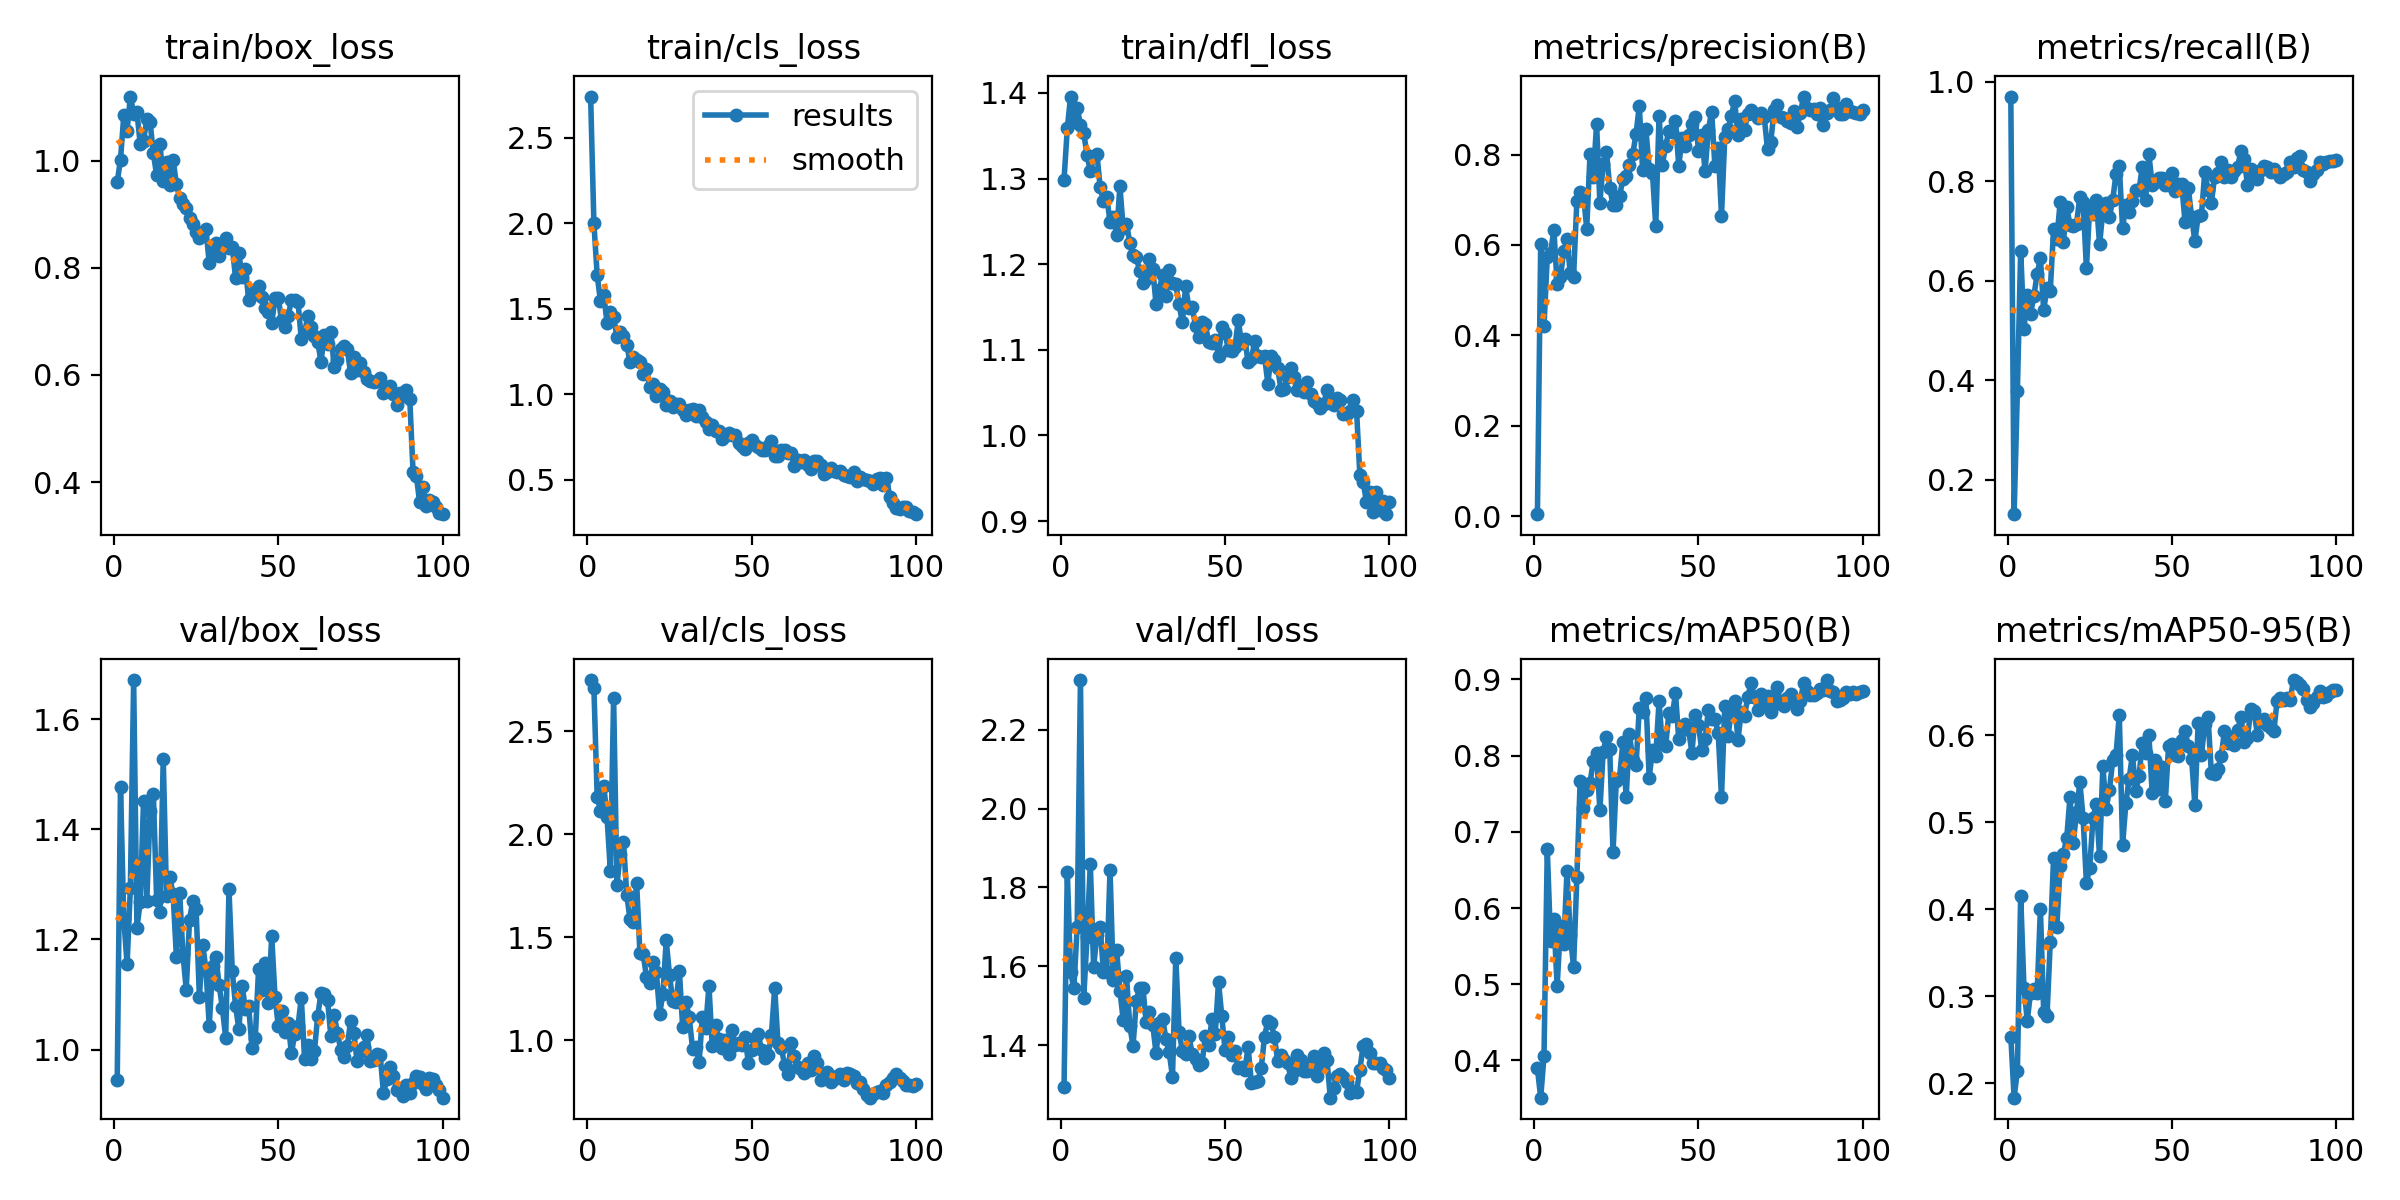 train/box_loss
1.0
0.8
0.6
0.4
0 50 100
train/cls_loss
results
smooth
2.5
2.0
1.5
1.0
0.5
0 50 100
train/dfl_loss
1.4
1.3
1.2
1.1
1.0
0.9
0 50 100
metrics/precision(B)
0.8
0.6
0.4
0.2
0.0
0 50 100
metrics/recall(B)
1.0
0.8
0.6
0.4
0.2
0 50 100
val/box_loss
1.6
1.4
1.2
1.0
0 50 100
val/cls_loss
2.5
2.0
1.5
1.0
0 50 100
val/dfl_loss
2.2
2.0
1.8
1.6
1.4
0 50 100
metrics/mAP50(B)
0.9
0.8
0.7
0.6
0.5
0.4
0 50 100
metrics/mAP50-95(B)
0.6
0.5
0.4
0.3
0.2
0 50 100